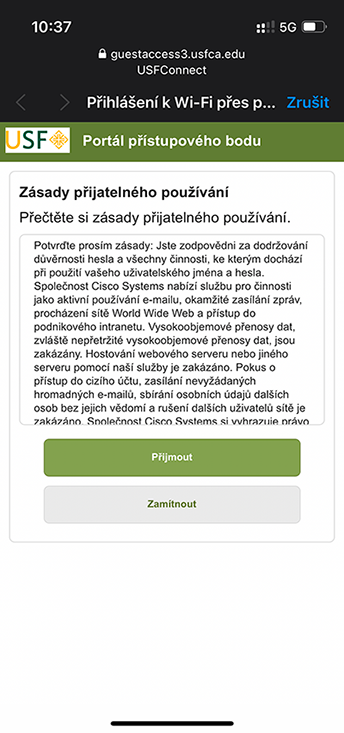 10:37
5G
guestaccess3.usfca.edu
USFConnect
Přihlášení k Wi-Fi přes p...
Zrušit
USF
Portál přístupového bodu
Zásady přijatelného používání
Přečtěte si zásady přijatelného používání.
Potvrďte prosím zásady: Jste zodpovědni za dodržování
důvěrnosti hesla a všechny činnosti, ke kterým dochází
při použití vašeho uživatelského jména a hesla.
Společnost Cisco Systems nabízí službu pro činnosti
jako aktivní používání e-mailu, okamžité zasílání zpráv,
procházení sítě World Wide Web a přístup do
podnikového intranetu. Vysokoobjemové přenosy dat,
zvláště nepřetržité vysokoobjemové přenosy dat, jsou
zakázány. Hostování webového serveru nebo jiného
serveru pomocí naší služby je zakázáno. Pokus o
přístup do cizího účtu, zasílání nevyžádaných
hromadných e-mailů, sbírání osobních údajů dalších
osob bez jejich vědomí a rušení dalších uživatelů sítě je
zakázáno. Společnost Cisco Systems si vyhrazuje právo
Přijmout
Zamítnout